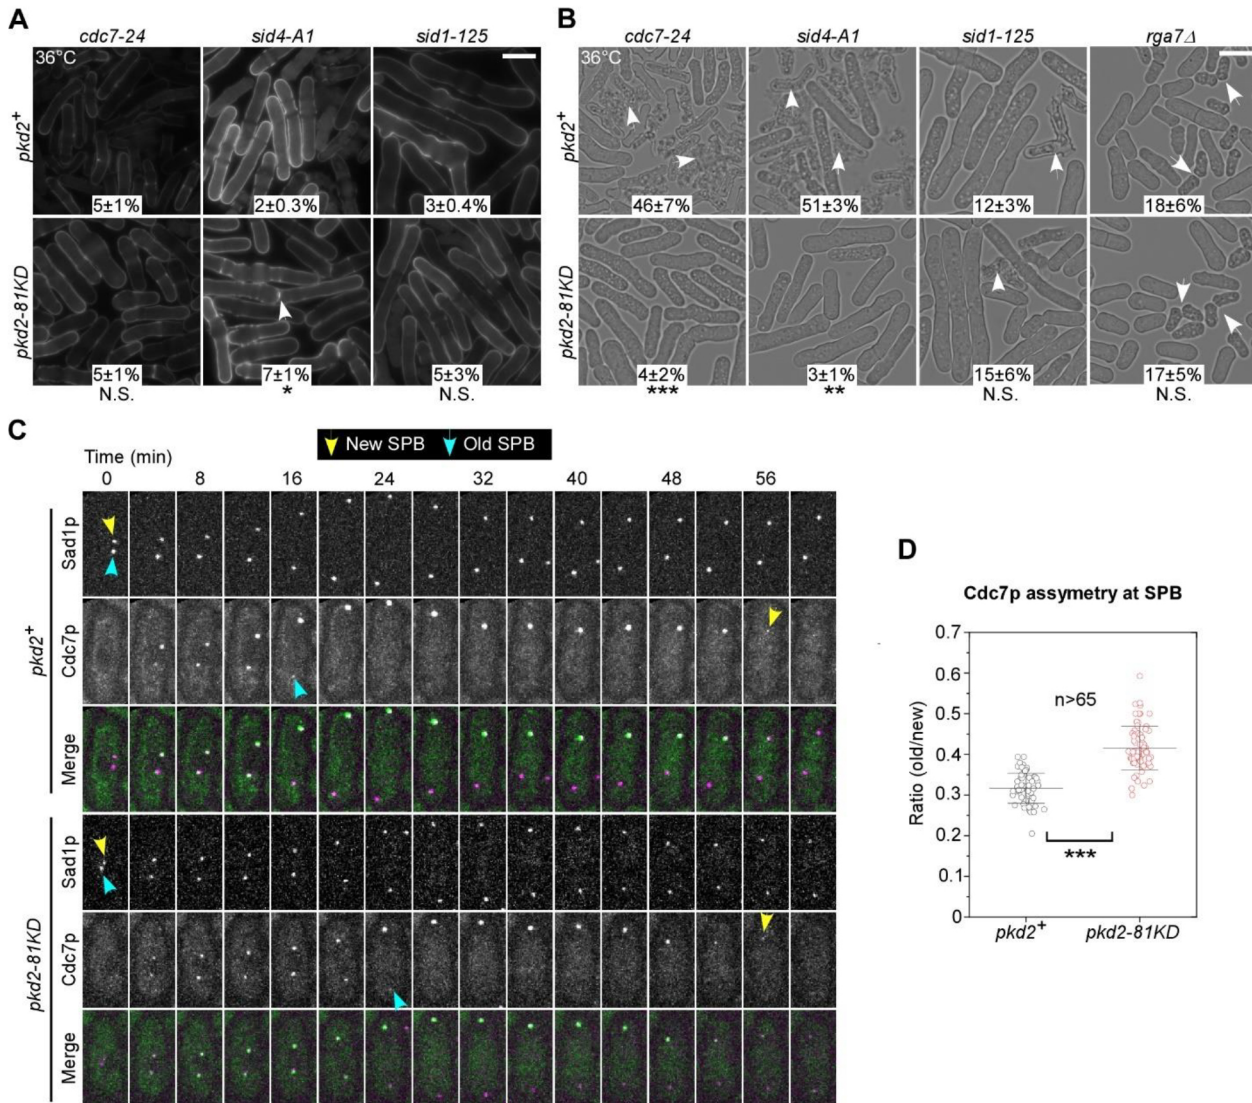 A
cdc7-24 sid4-A1 sid1-125
36°C
pkd2+
5±1% 2±0.3% 3±0.4%
pkd2-81KD
5±1% 7±1% 5±3%
N.S. * N.S.
B
cdc7-24 sid4-A1 sid1-125 rga7Δ
36°C
pkd2+
46±7% 51±3% 12±3% 18±6%
pkd2-81KD
4±2% 3±1% 15±6% 17±5%
*** ** N.S. N.S.
C
New SPB Old SPB
Time (min)
0 8 16 24 32 40 48 56
pkd2+
Sad1p
Cdc7p
Merge
pkd2-81KD
Sad1p
Cdc7p
Merge
D
Cdc7p assymetry at SPB
Ratio (old/new)
0.7
0.6
0.5
0.4
0.3
0.2
0.1
0
n>65
***
pkd2+ pkd2-81KD